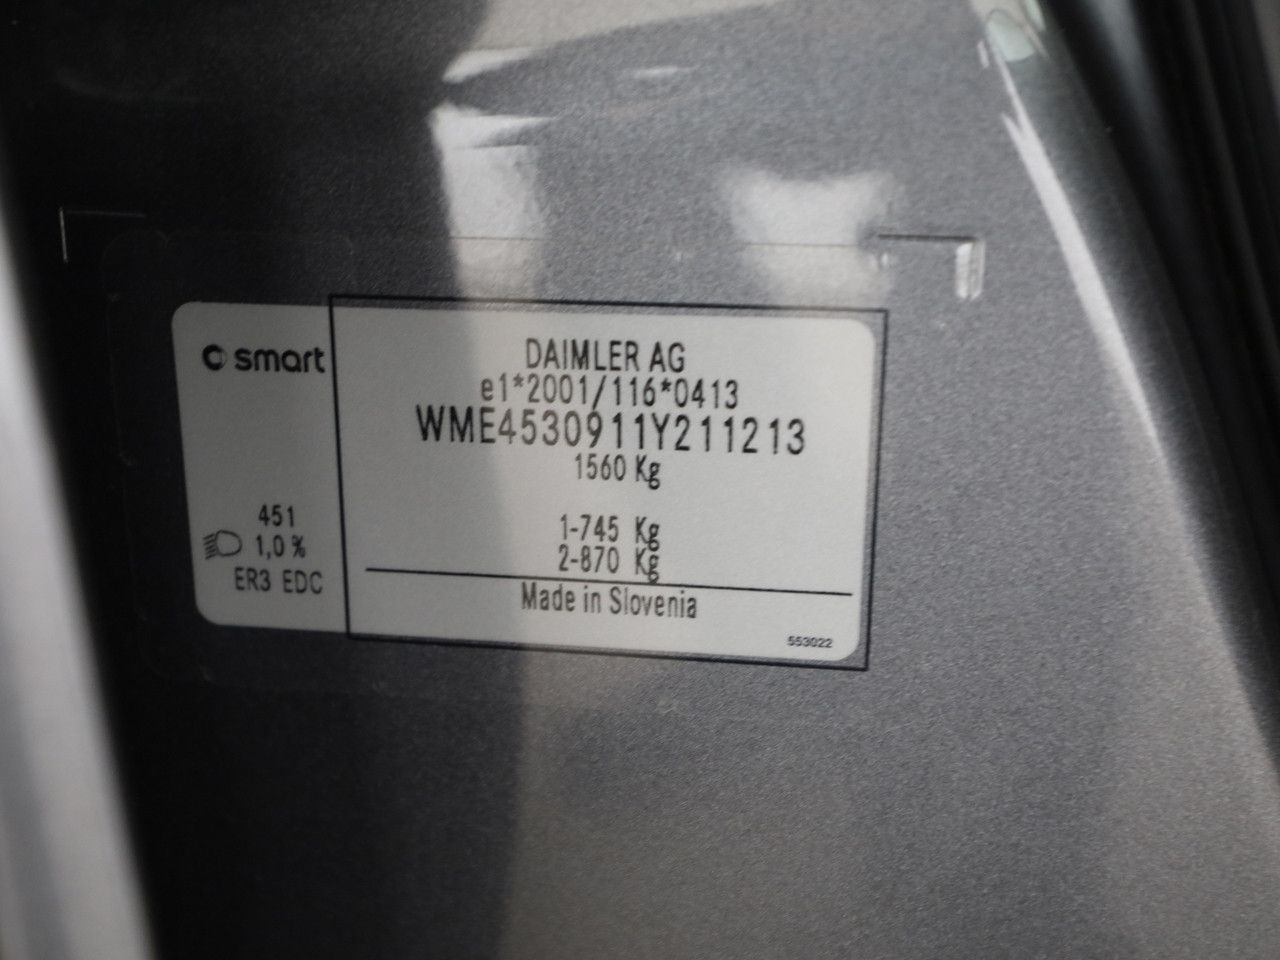 smart
451
1,0 %
ER3 EDC
DAIMLER AG
e1*2001/116*0413
WME4530911Y211213
1560 Kg
1-745 Kg
2-870 Kg
Made in Slovenia
553022